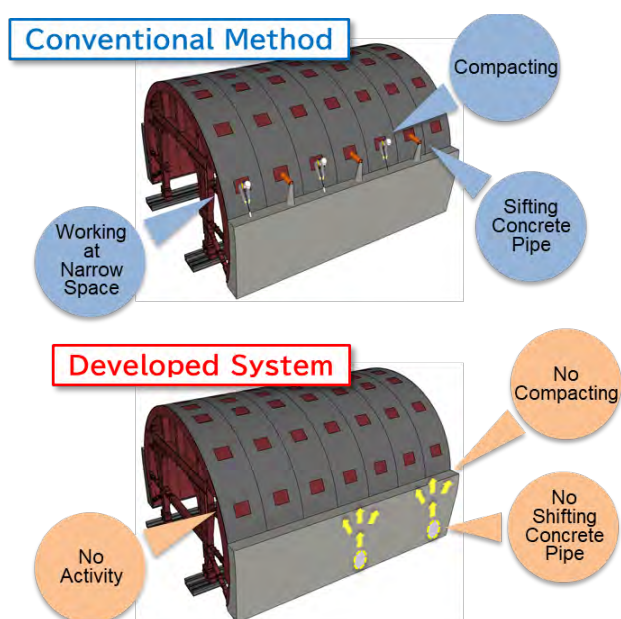 Conventional Method
Compacting
Sifting
Concrete
Pipe
Working
at
Narrow
Space
Developed System
No
Compacting
No
Shifting
Concrete
Pipe
No
Activity